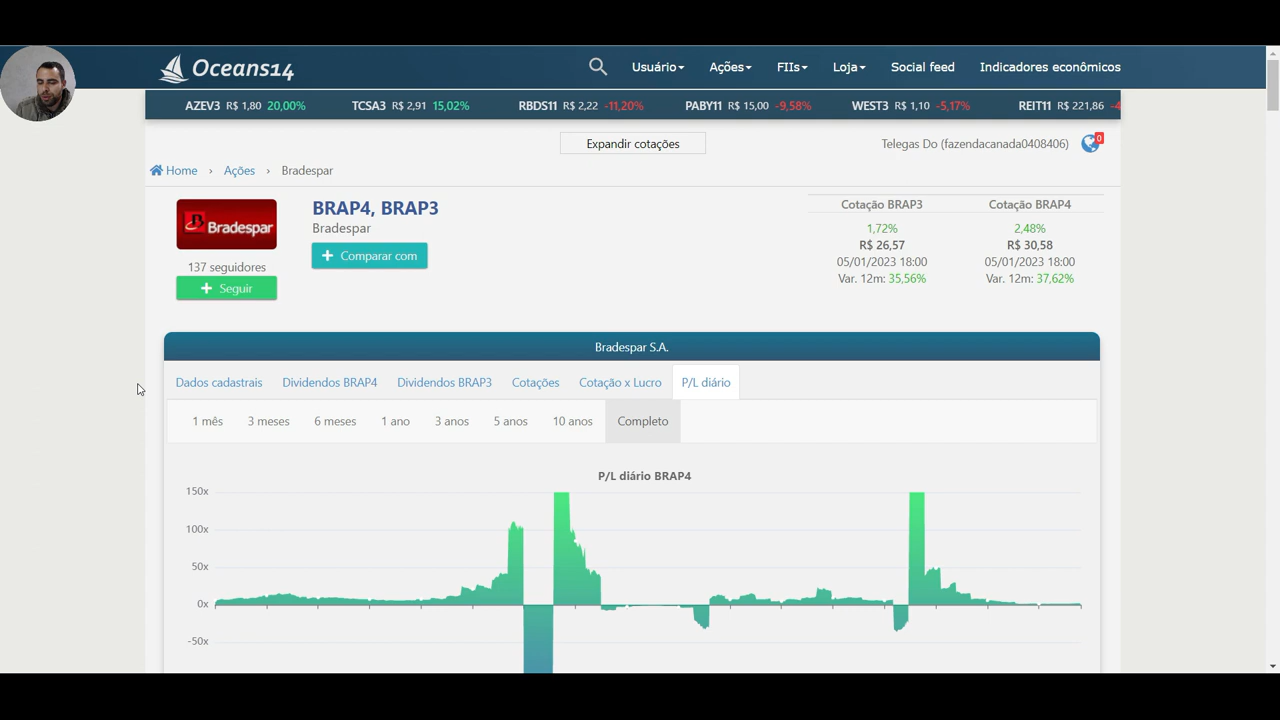 Oceans14
Usuário
Ações
FIIs
Loja
Social feed
Indicadores econômicos
AZEV3 R$ 1,80 20,00%
TCSA3 R$ 2,91 15,02%
RBDS11 R$ 2,22 -11,20%
PABY11 R$ 15,00 -9,58%
WEST3 R$ 1,10 -5,17%
REIT11 R$ 221,86 -4
Expandir cotações
Telegas Do (fazendacanada0408406)
0
Home › Ações › Bradespar
Bradespar
137 seguidores
+ Seguir
BRAP4, BRAP3
Bradespar
+ Comparar com
Cotação BRAP3
1,72%
R$ 26,57
05/01/2023 18:00
Var. 12m: 35,56%
Cotação BRAP4
2,48%
R$ 30,58
05/01/2023 18:00
Var. 12m: 37,62%
Bradespar S.A.
Dados cadastrais
Dividendos BRAP4
Dividendos BRAP3
Cotações
Cotação x Lucro
P/L diário
1 mês
3 meses
6 meses
1 ano
3 anos
5 anos
10 anos
Completo
P/L diário BRAP4
150x
100x
50x
0x
-50x